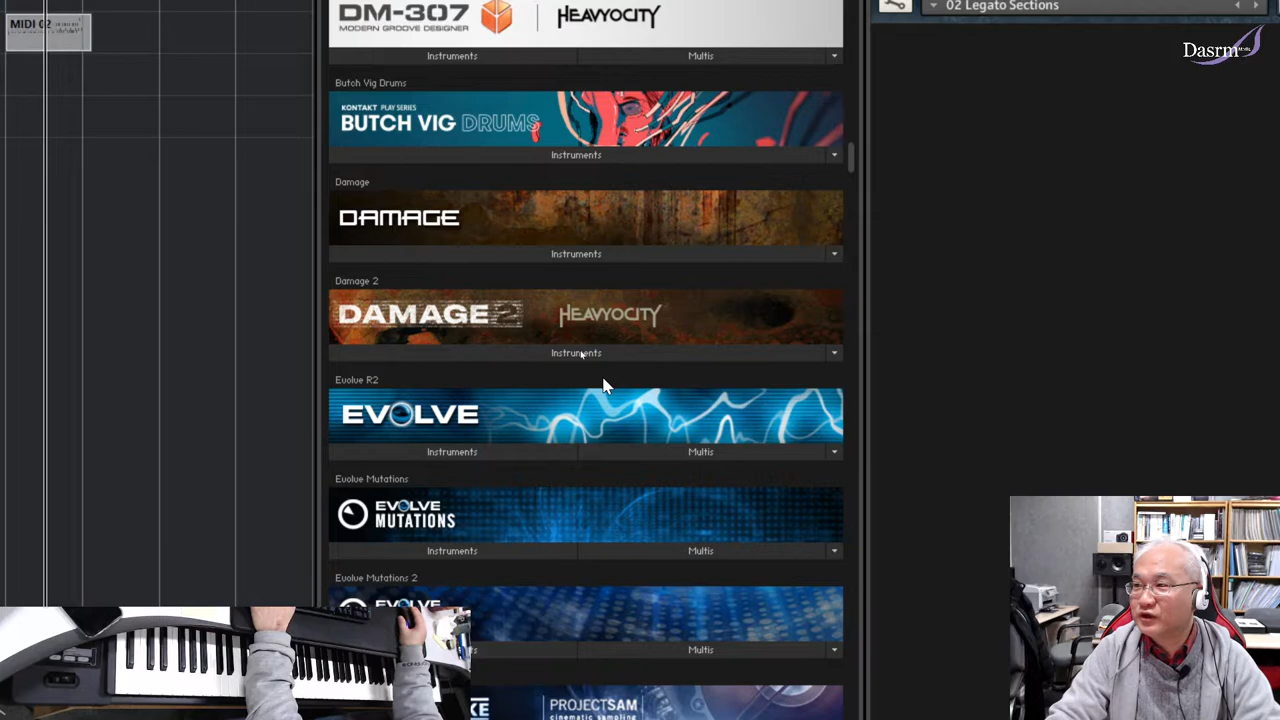 MIDI 02
DM-307
MODERN GROOVE DESIGNER
HEAVYOCITY
02 Legato Sections
Dasrm
Instruments
Multis
Butch Vig Drums
KONTAKT PLAY SERIES
BUTCH VIG DRUMS
Instruments
Damage
DAMAGE
Instruments
Damage 2
DAMAGE 2
HEAVYOCITY
Instruments
Evolve R2
EVOLVE
Instruments
Multis
Evolve Mutations
EVOLVE
MUTATIONS
Instruments
Multis
Evolve Mutations 2
EVOLVE
Multis
PROJECTSAM
cinematic sampling